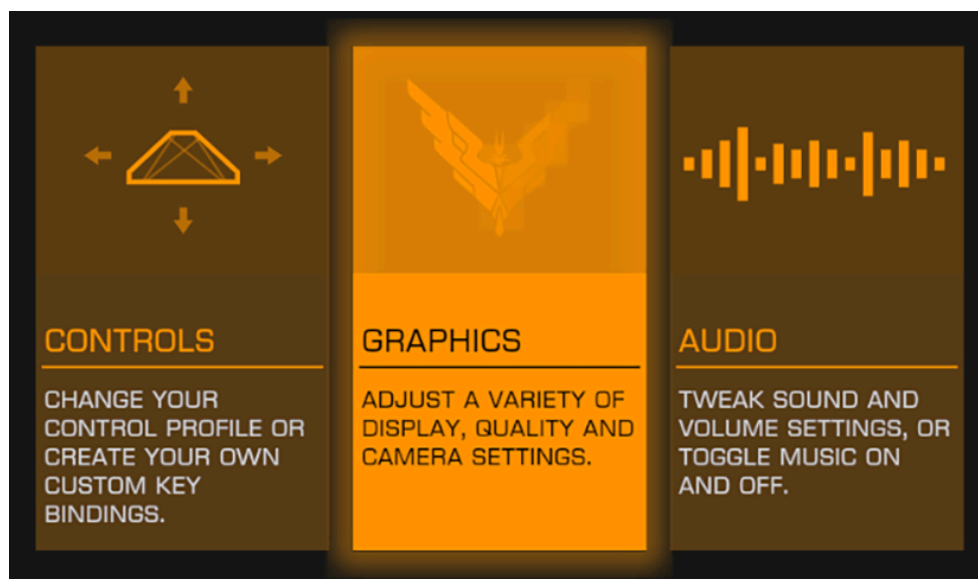 CONTROLS
CHANGE YOUR
CONTROL PROFILE OR
CREATE YOUR OWN
CUSTOM KEY
BINDINGS.
GRAPHICS
ADJUST A VARIETY OF
DISPLAY, QUALITY AND
CAMERA SETTINGS.
AUDIO
TWEAK SOUND AND
VOLUME SETTINGS, OR
TOGGLE MUSIC ON
AND OFF.